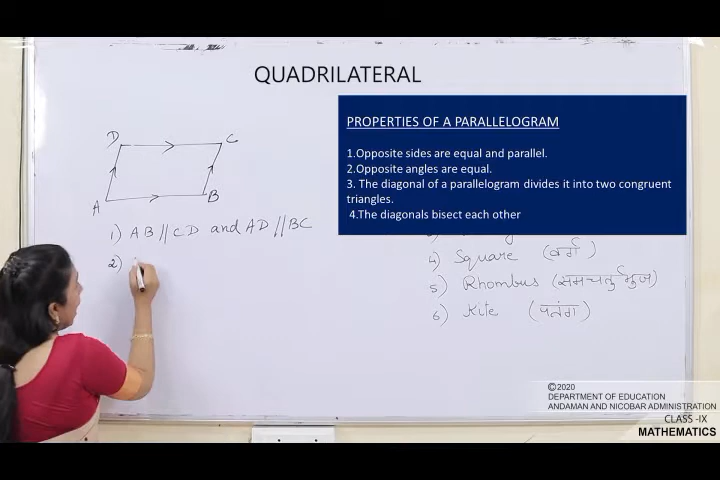 QUADRILATERAL
PROPERTIES OF A PARALLELOGRAM
1.Opposite sides are equal and parallel.
2.Opposite angles are equal.
3. The diagonal of a parallelogram divides it into two congruent
triangles.
4.The diagonals bisect each other
D
C
A
B
1) AB // CD and AD // BC
2)
4) Square (वर्ग)
5) Rhombus (समचतुर्भुज)
6) Kite (पतंग)
©2020
DEPARTMENT OF EDUCATION
ANDAMAN AND NICOBAR ADMINISTRATION
CLASS -IX
MATHEMATICS